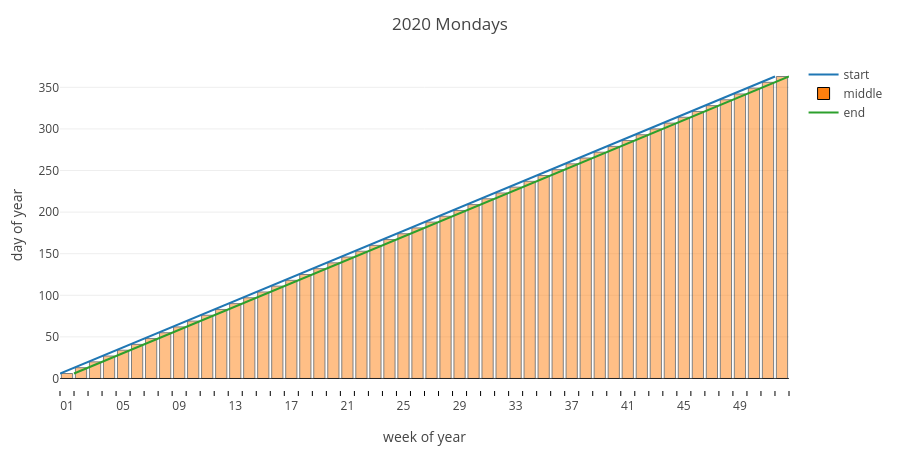 2020 Mondays
start
middle
end
day of year
350
300
250
200
150
100
50
0
01 05 09 13 17 21 25 29 33 37 41 45 49
week of year